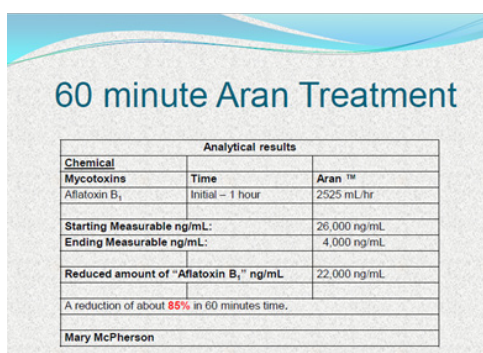 60 minute Aran Treatment
Analytical results
Chemical
Mycotoxins Time Aran ™
Aflatoxin B₁ Initial – 1 hour 2525 mL/hr
Starting Measurable ng/mL: 26,000 ng/mL
Ending Measurable ng/mL: 4,000 ng/mL
Reduced amount of “Aflatoxin B₁” ng/mL 22,000 ng/mL
A reduction of about 85% in 60 minutes time.
Mary McPherson